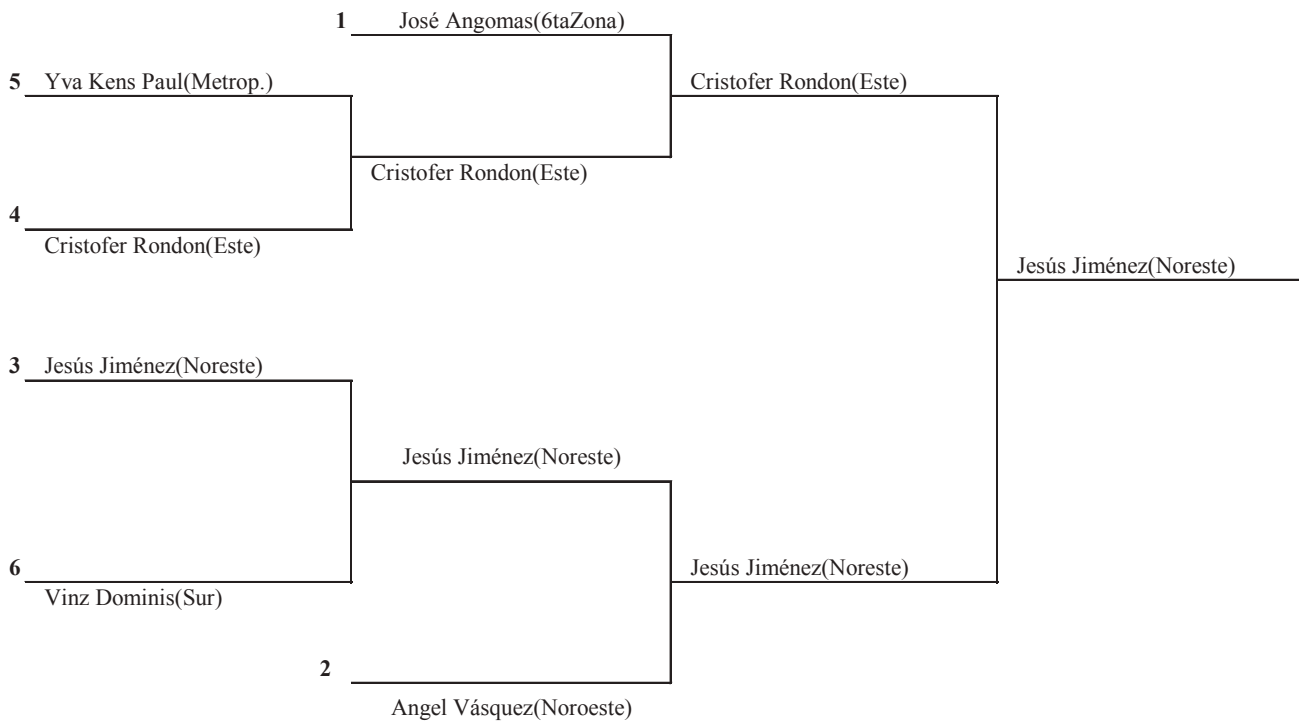 1 José Angomas(6taZona)
5 Yva Kens Paul(Metrop.)
Cristofer Rondon(Este)
Cristofer Rondon(Este)
4
Cristofer Rondon(Este)
Jesús Jiménez(Noreste)
3 Jesús Jiménez(Noreste)
Jesús Jiménez(Noreste)
6
Jesús Jiménez(Noreste)
Vinz Dominis(Sur)
2
Angel Vásquez(Noroeste)